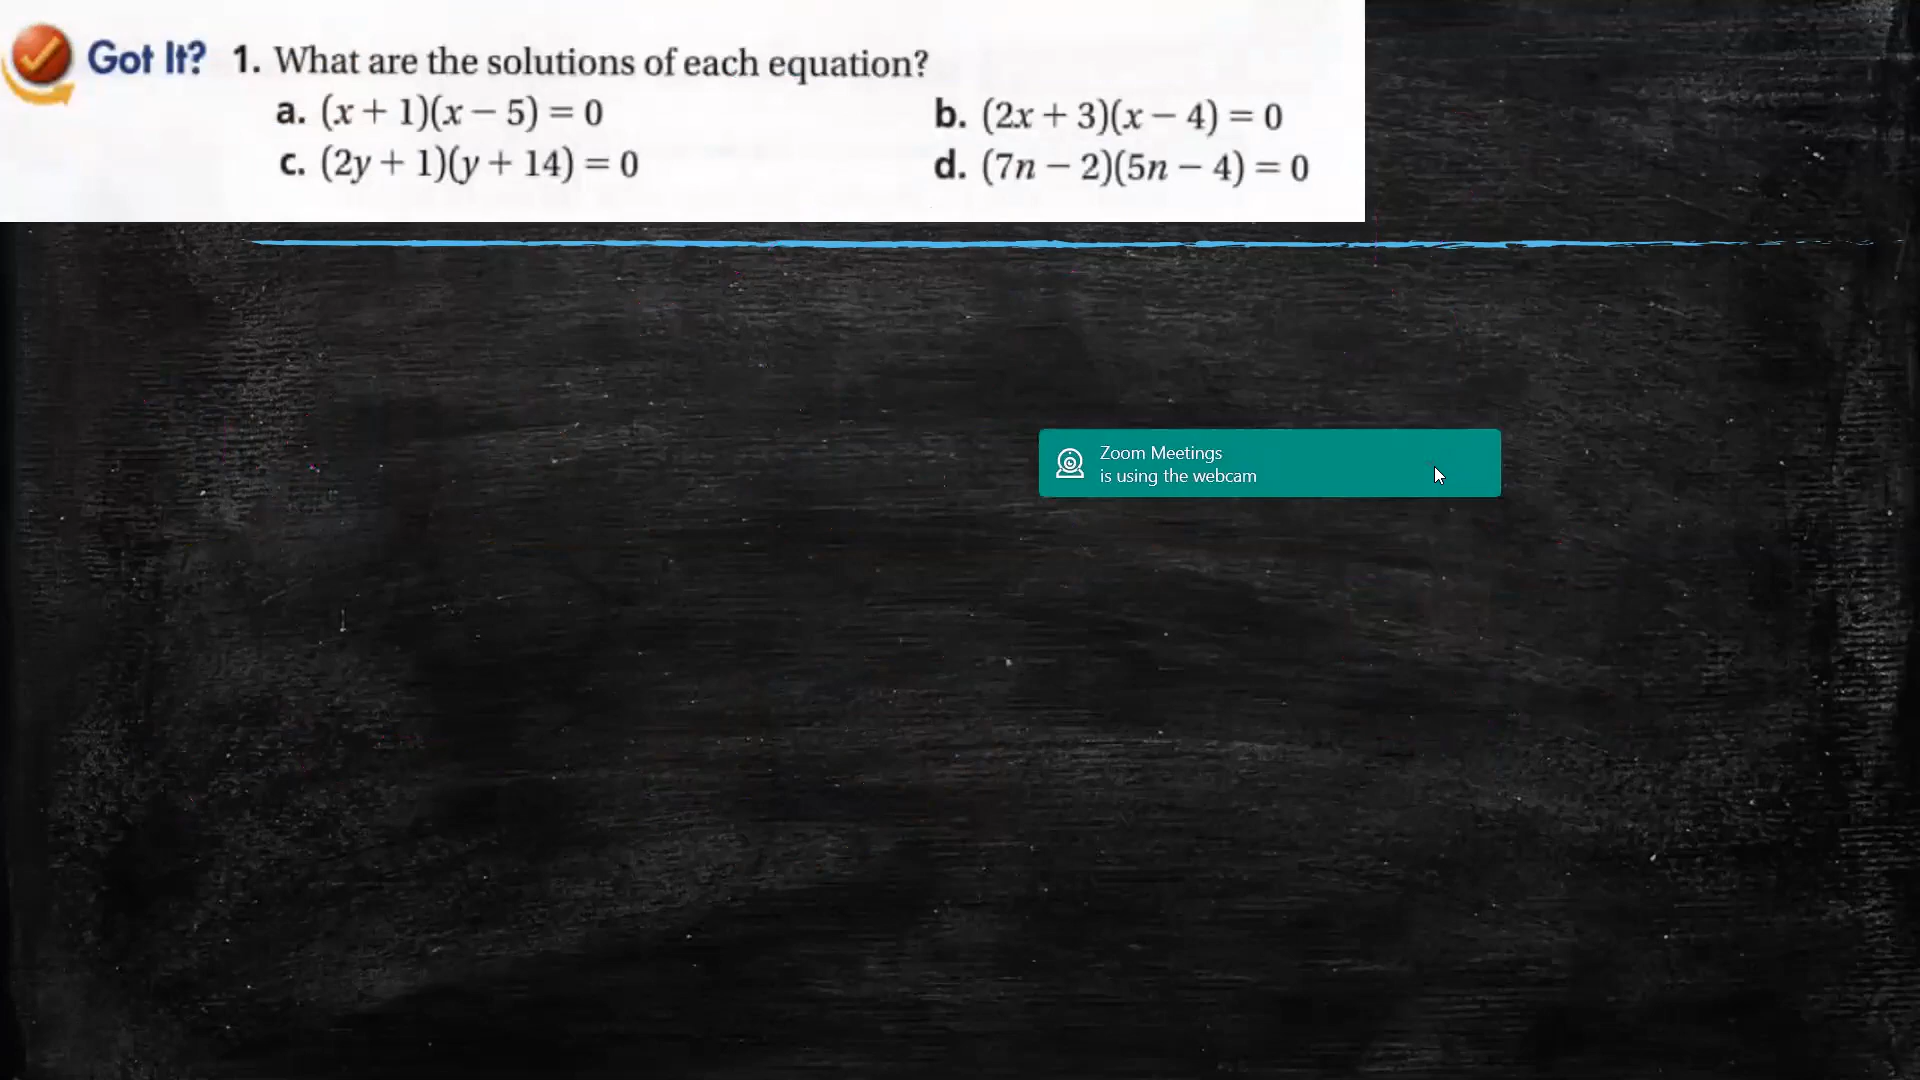 Got It? 1. What are the solutions of each equation?
a. (x + 1)(x − 5) = 0 b. (2x + 3)(x − 4) = 0
c. (2y + 1)(y + 14) = 0 d. (7n − 2)(5n − 4) = 0
Zoom Meetings
is using the webcam